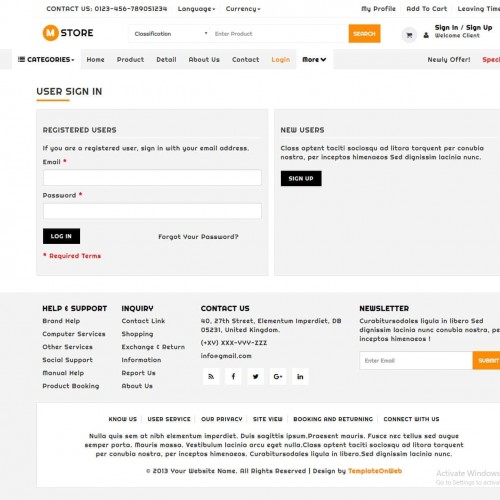 CONTACT US: 0123-456-789051234 Language Currency My Profile Add To Cart Leaving Time
M STORE Classification Enter Product SEARCH Sign In / Sign Up
Welcome Client
CATEGORIES Home Product Detail About Us Contact Login More Newly Offer! Spec
USER SIGN IN
REGISTERED USERS
If you are a registered user, sign in with your email address.
Email *
Password *
LOG IN Forgot Your Password?
* Required Terms
NEW USERS
Class aptent taciti sociosqu ad litora torquent per conubia
nostra, per inceptos himenaeos Sed dignissim lacinia nunc.
SIGN UP
HELP & SUPPORT
Brand Help
Computer Services
Other Services
Social Support
Manual Help
Product Booking
INQUIRY
Contact Link
Shopping
Exchange & Return
Information
Report Us
About Us
CONTACT US
40, 27th Street, Elementum Imperdiet, DB
05231, United Kingdom.
(+XV) XXX-YYY-ZZZ
info@gmail.com
G+ in
NEWSLETTER
Curabitursodales ligula in libero Sed
dignissim lacinia nunc conubia nostra, pe
inceptos himenaeos.
Enter Email SUBMIT
KNOW US USER SERVICE OUR PRIVACY SITE VIEW BOOKING AND RETURNING CONNECT WITH US
Nulla quis sem at nibh elementum imperdiet. Duis sagittis ipsum.Praesent mauris. Fusce nec tellus sed augue
semper porta. Mauris massa. Vestibulum lacinia arcu eget nulla.Class aptent taciti sociosqu ad litora torquent
per conubia nostra, per inceptos himenaeos. Curabitursodales ligula in libero.Sed dignissim lacinia nunc.
© 2013 Your Website Name. All Rights Reserved | Design by TemplateOnWeb
Activate Windows
Go to Settings to activat